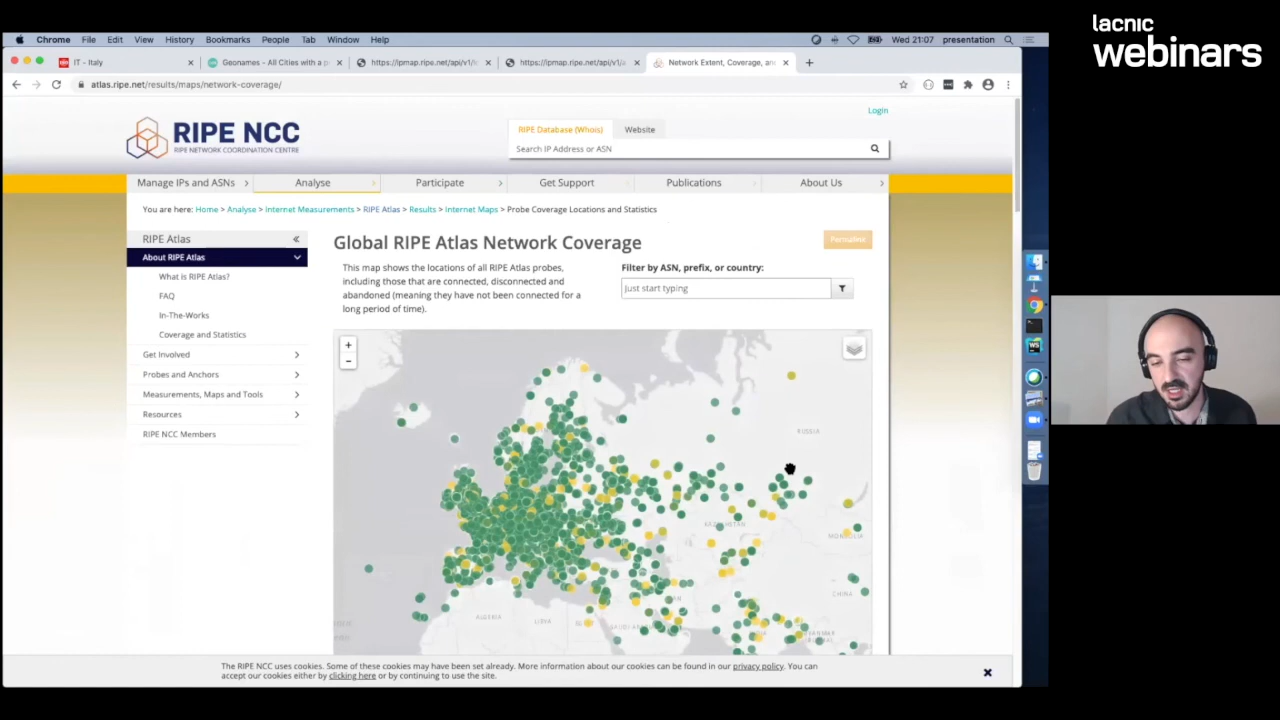 lacnic
webinars
Chrome File Edit View History Bookmarks People Tab Window Help
Wed 21:07 presentation
IT - Italy
Geonames - All Cities with a p
https://ipmap.ripe.net/api/v1/l
https://ipmap.ripe.net/api/v1/a
Network Extent, Coverage, and
atlas.ripe.net/results/maps/network-coverage/
Login
RIPE NCC
RIPE NETWORK COORDINATION CENTRE
RIPE Database (Whois) Website
Search IP Address or ASN
Manage IPs and ASNs
Analyse
Participate
Get Support
Publications
About Us
You are here: Home > Analyse > Internet Measurements > RIPE Atlas > Results > Internet Maps > Probe Coverage Locations and Statistics
RIPE Atlas
About RIPE Atlas
What is RIPE Atlas?
FAQ
In-The-Works
Coverage and Statistics
Get Involved
Probes and Anchors
Measurements, Maps and Tools
Resources
RIPE NCC Members
Global RIPE Atlas Network Coverage
Permalink
This map shows the locations of all RIPE Atlas probes,
including those that are connected, disconnected and
abandoned (meaning they have not been connected for a
long period of time).
Filter by ASN, prefix, or country:
Just start typing
+
-
RUSSIA
KAZAKHSTAN
MONGOLIA
CHINA
ALGERIA
LIBYA
The RIPE NCC uses cookies. Some of these cookies may have been set already. More information about our cookies can be found in our privacy policy. You can
accept our cookies either by clicking here or by continuing to use the site.